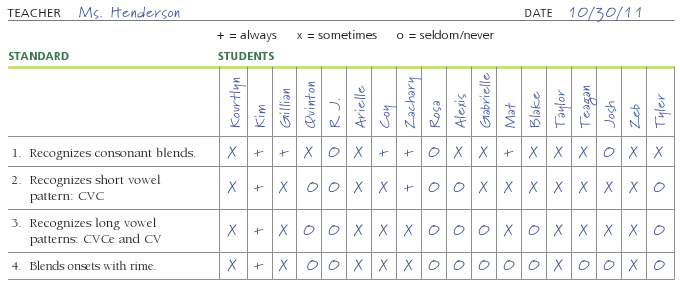 TEACHER Ms. Henderson DATE 10/30/11
+ = always x = sometimes o = seldom/never
STANDARD STUDENTS
Kourtlyn Kim Gillian Quinton R J. Arielle Coy Zachary Rosa Alexis Gabrielle Mat Blake Taylor Teagan Josh Zeb Tyler
1. Recognizes consonant blends. X + + X O X + + O X X + X X X O X X
2. Recognizes short vowel
pattern: CVC X + X O O X X + O O X X X X X X X O
3. Recognizes long vowel
patterns: CVCe and CV X + X O O X X X O O O X O X X X X O
4. Blends onsets with rime. X + X O O X X X O O O O O X O O X O